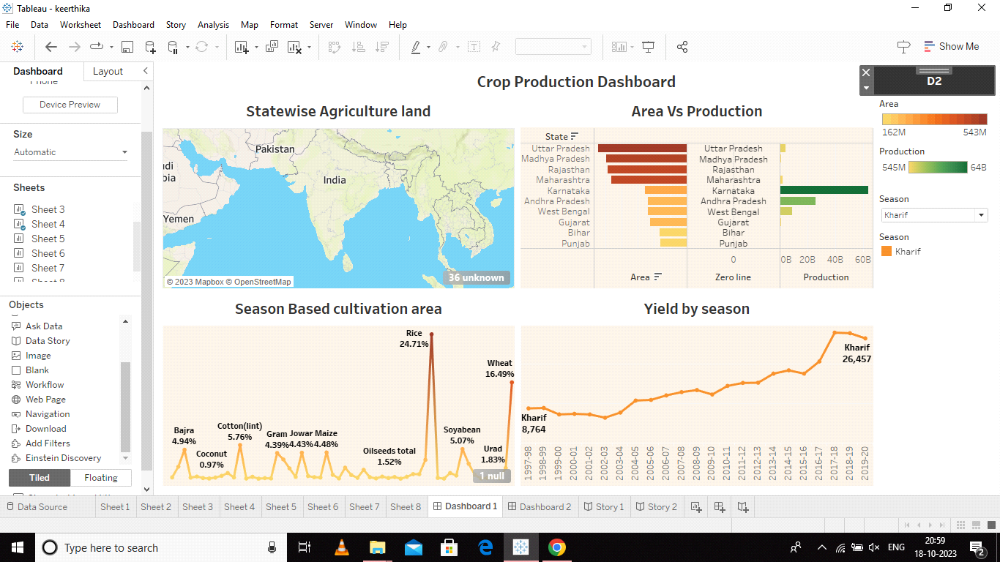 Tableau - keerthika
File Data Worksheet Dashboard Story Analysis Map Format Server Window Help
Show Me
Dashboard Layout
Phone
Device Preview
Size
Automatic
Sheets
Sheet 3
Sheet 4
Sheet 5
Sheet 6
Sheet 7
Sheet 8
Objects
Ask Data
Data Story
Image
Blank
Workflow
Web Page
Navigation
Download
Add Filters
Einstein Discovery
Tiled Floating
Crop Production Dashboard
Statewise Agriculture land
Pakistan
India
Yemen
© 2023 Mapbox © OpenStreetMap
36 unknown
Area Vs Production
State
Uttar Pradesh Uttar Pradesh
Madhya Pradesh Madhya Pradesh
Rajasthan Rajasthan
Maharashtra Maharashtra
Karnataka Karnataka
Andhra Pradesh Andhra Pradesh
West Bengal West Bengal
Gujarat Gujarat
Bihar Bihar
Punjab Punjab
0 0B 20B 40B 60B
Area Zero line Production
D2
Area
162M 543M
Production
545M 64B
Season
Kharif
Season
Kharif
Season Based cultivation area
Rice
24.71%
Wheat
16.49%
Bajra
4.94%
Coconut
0.97%
Cotton(lint)
5.76%
Gram
4.39%
Jowar
4.43%
Maize
4.48%
Oilseeds total
1.52%
Soyabean
5.07%
Urad
1.83%
1 null
Yield by season
Kharif
8,764
Kharif
26,457
1997-98 1998-99 1999-00 2000-01 2001-02 2002-03 2003-04 2004-05 2005-06 2006-07 2007-08 2008-09 2009-10 2010-11 2011-12 2012-13 2013-14 2014-15 2015-16 2016-17 2017-18 2018-19 2019-20
Data Source Sheet 1 Sheet 2 Sheet 3 Sheet 4 Sheet 5 Sheet 6 Sheet 7 Sheet 8 Dashboard 1 Dashboard 2 Story 1 Story 2
Type here to search
ENG
20:59
18-10-2023
2